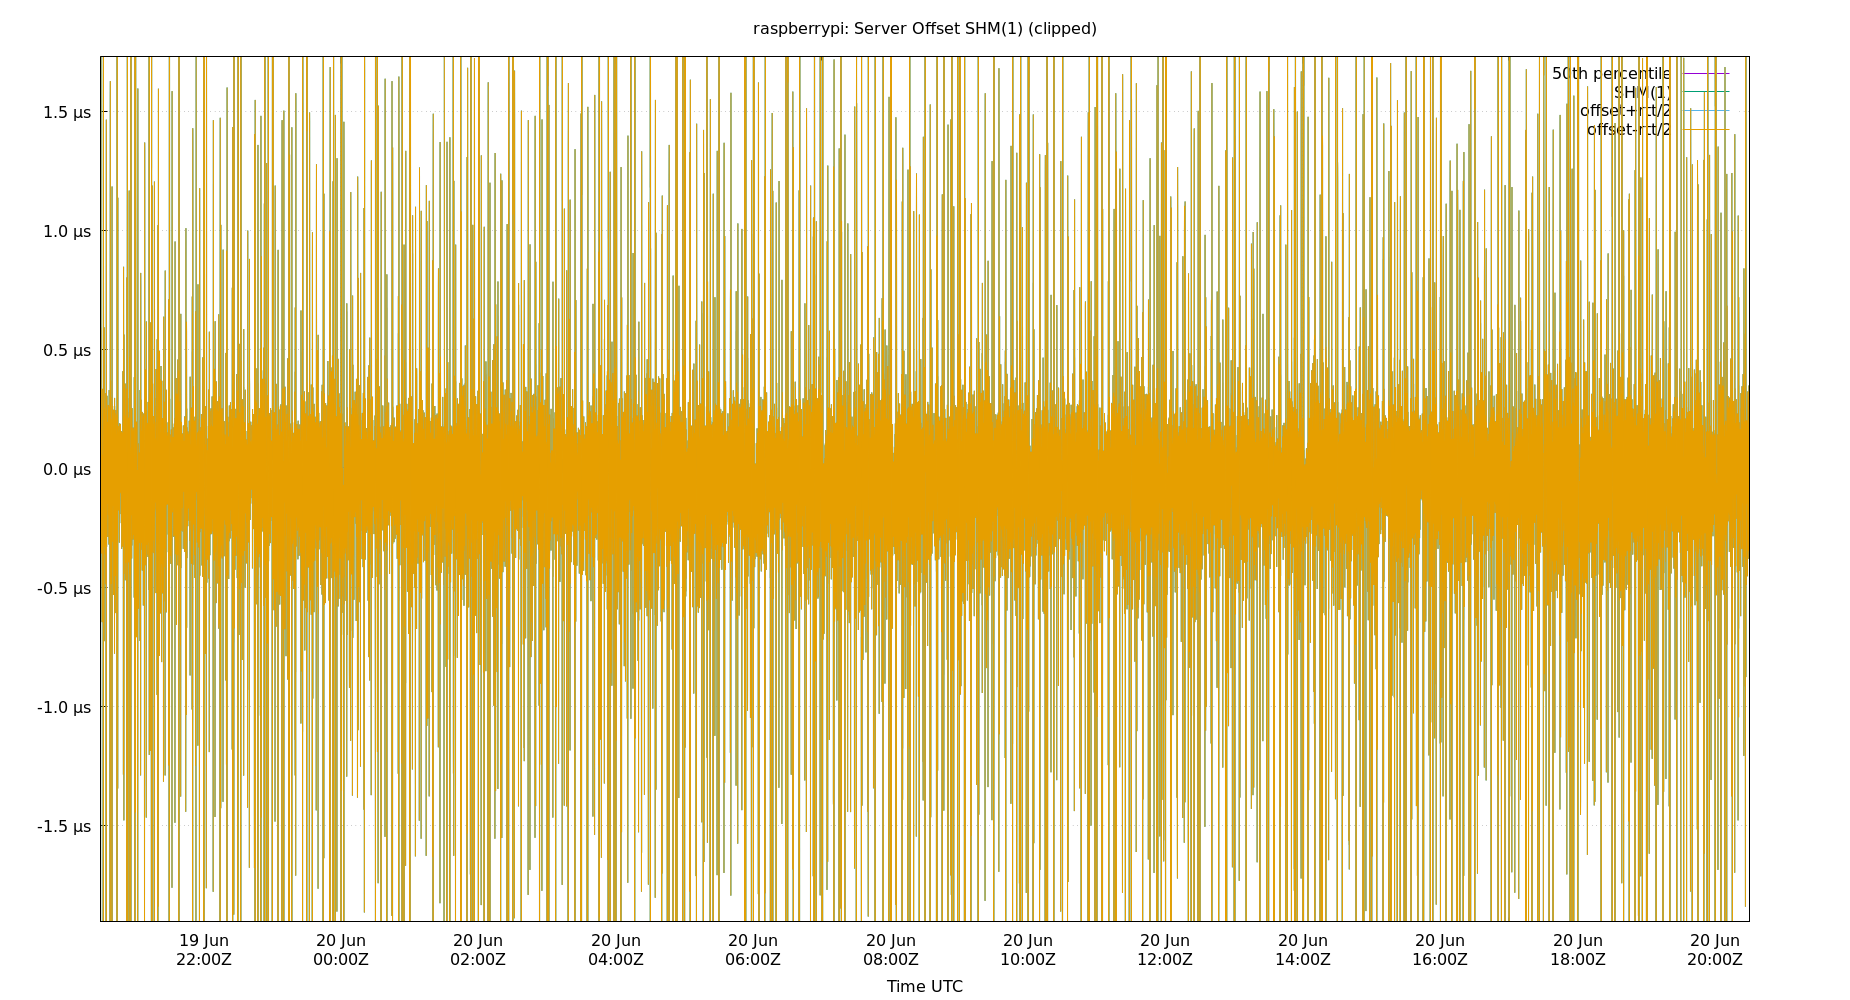 raspberrypi: Server Offset SHM(1) (clipped)
50th percentile
SHM(1)
offset+rtt/2
offset-rtt/2
1.5 µs
1.0 µs
0.5 µs
0.0 µs
-0.5 µs
-1.0 µs
-1.5 µs
19 Jun 20 Jun 20 Jun 20 Jun 20 Jun 20 Jun 20 Jun 20 Jun 20 Jun 20 Jun 20 Jun 20 Jun
22:00Z 00:00Z 02:00Z 04:00Z 06:00Z 08:00Z 10:00Z 12:00Z 14:00Z 16:00Z 18:00Z 20:00Z
Time UTC